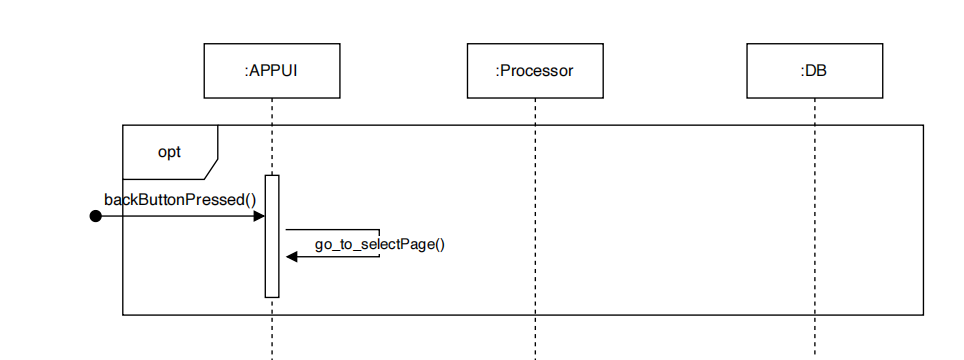 :APPUI
:Processor
:DB
opt
backButtonPressed()
go_to_selectPage()